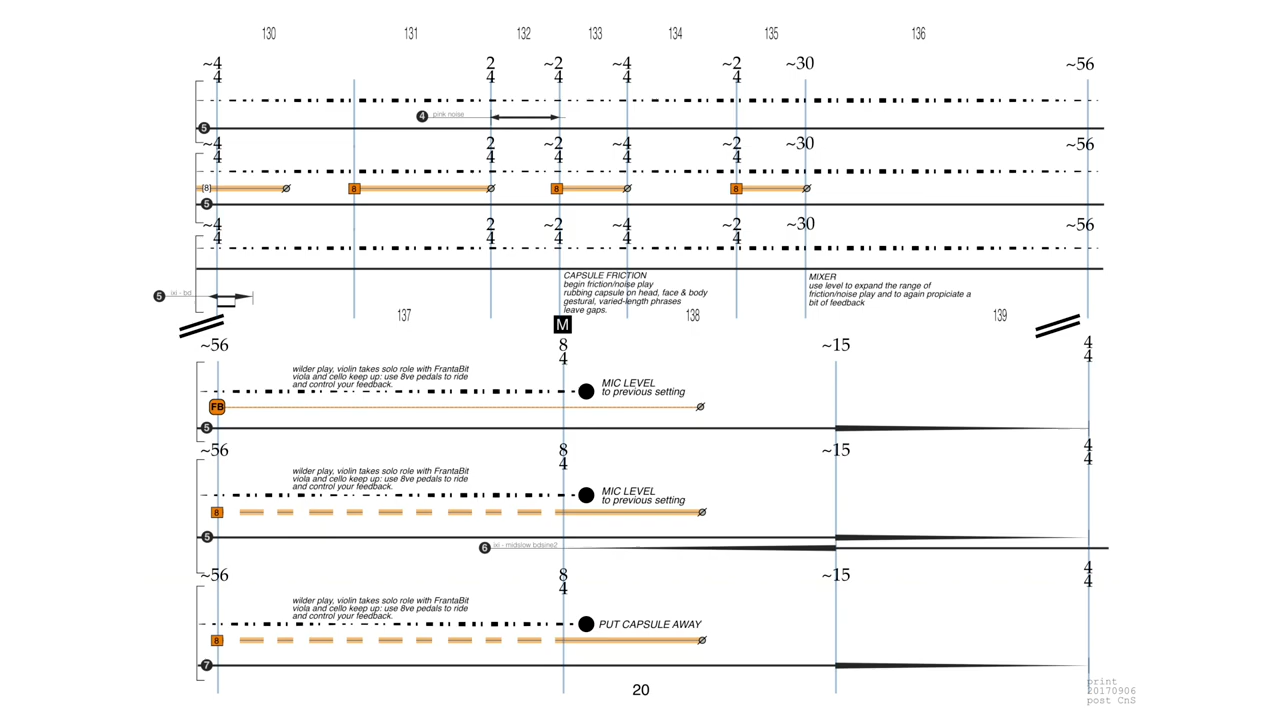 130 131 132 133 134 135 136
~4 2 ~2 ~4 ~2 ~30 ~56
4 4 4 4 4
4 pink noise
5
~4 2 ~2 ~4 ~2 ~30 ~56
4 4 4 4 4
[8] 8 8 8
5
~4 2 ~2 ~4 ~2 ~30 ~56
4 4 4 4 4
CAPSULE FRICTION
begin friction/noise play
rubbing capsule on head, face & body
gestural, varied-length phrases
leave gaps.
MIXER
use level to expand the range of
friction/noise play and to again propiciate a
bit of feedback
5 ixi - bd
137 138 139
M
~56 8 ~15 4
4 4
wilder play, violin takes solo role with FrantaBit
viola and cello keep up: use 8ve pedals to ride
and control your feedback.
MIC LEVEL
to previous setting
FB
5
~56 8 ~15 4
4 4
wilder play, violin takes solo role with FrantaBit
viola and cello keep up: use 8ve pedals to ride
and control your feedback.
MIC LEVEL
to previous setting
8
5
6 ixi - midslow bdsine2
~56 8 ~15 4
4 4
wilder play, violin takes solo role with FrantaBit
viola and cello keep up: use 8ve pedals to ride
and control your feedback.
PUT CAPSULE AWAY
8
7
20
print
20170906
post CnS